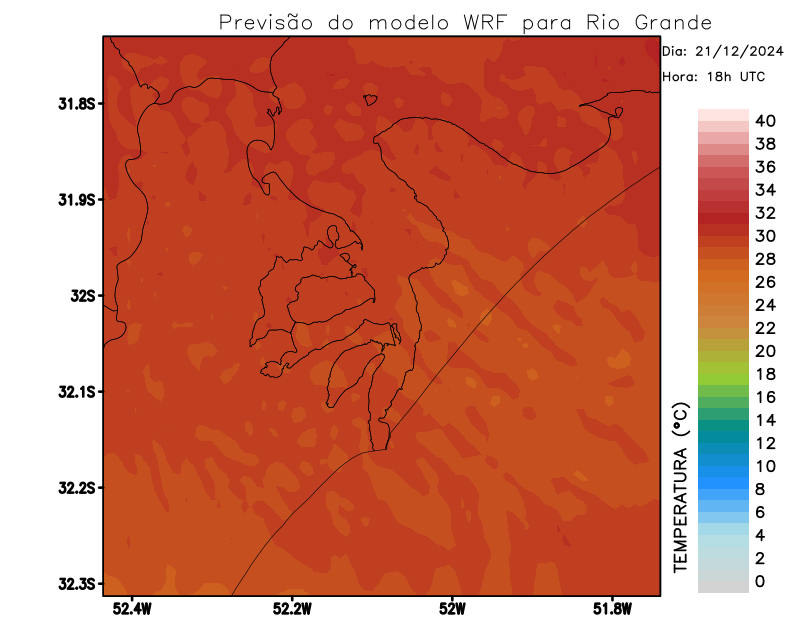 Previsão do modelo WRF para Rio Grande
Dia: 21/12/2024
Hora: 18h UTC
31.8S
31.9S
32S
32.1S
32.2S
32.3S
52.4W
52.2W
52W
51.8W
TEMPERATURA (°C)
40
38
36
34
32
30
28
26
24
22
20
18
16
14
12
10
8
6
4
2
0